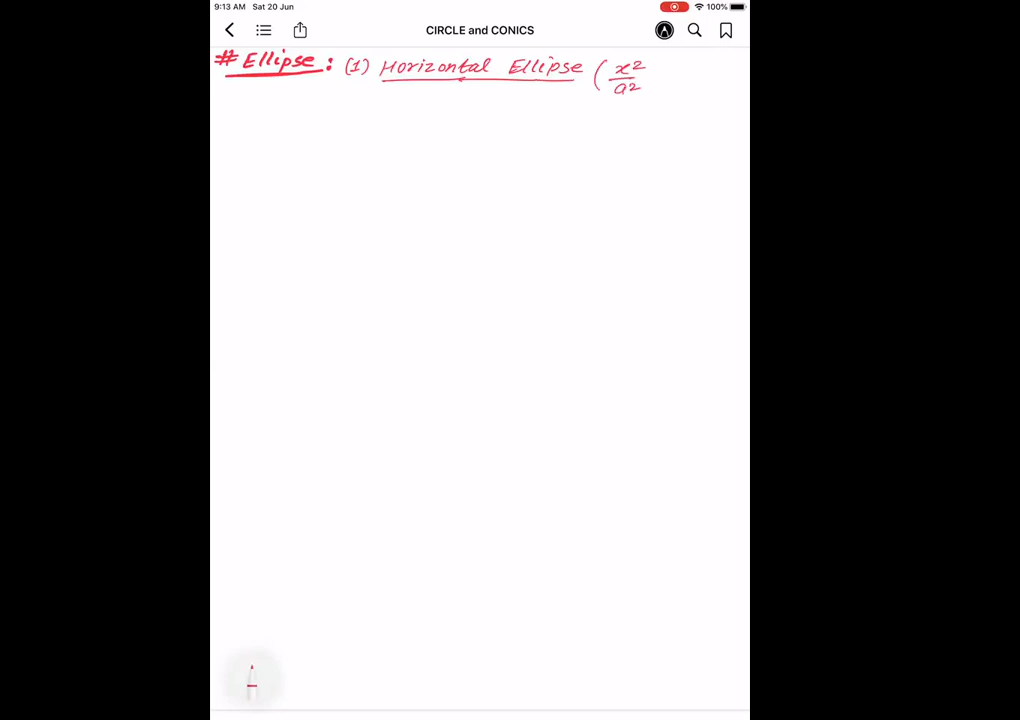 9:13 AM Sat 20 Jun 100%
CIRCLE and CONICS
# Ellipse : (1) Horizontal Ellipse ( x²/a²